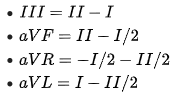 • III = II − I
• aVF = II − I/2
• aVR = −I/2 − II/2
• aVL = I − II/2